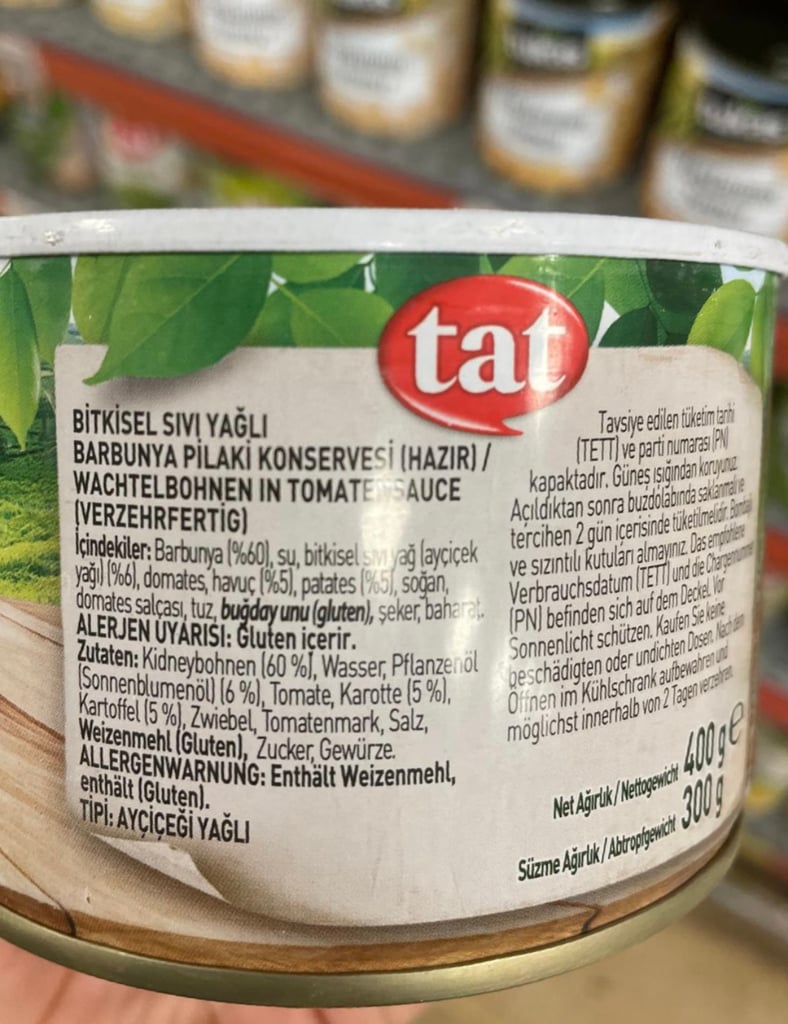 tat
BİTKİSEL SIVI YAĞLI
BARBUNYA PİLAKİ KONSERVESİ (HAZIR) /
WACHTELBOHNEN IN TOMATENSAUCE
(VERZEHRFERTIG)
İçindekiler: Barbunya (%60), su, bitkisel sıvı yağ (ayçiçek
yağı) (%6), domates, havuç (%5), patates (%5), soğan,
domates salçası, tuz, buğday unu (gluten), şeker, baharat.
ALERJEN UYARISI: Gluten içerir.
Zutaten: Kidneybohnen (60 %), Wasser, Pflanzenöl
(Sonnenblumenöl) (6 %), Tomate, Karotte (5 %),
Kartoffel (5 %), Zwiebel, Tomatenmark, Salz,
Weizenmehl (Gluten), Zucker, Gewürze.
ALLERGENWARNUNG: Enthält Weizenmehl,
enthält (Gluten).
TİPİ: AYÇİÇEĞİ YAĞLI
Tavsiye edilen tüketim tarihi
(TETT) ve parti numarası (PN)
kapaktadır. Güneş ışığından koruyunuz.
Açıldıktan sonra buzdolabında saklanmalı ve
tercihen 2 gün içerisinde tüketilmelidir. Bombajlı
ve sızıntılı kutuları almayınız. Das empfohlene
Verbrauchsdatum (TETT) und die Chargennummer
(PN) befinden sich auf dem Deckel. Vor
Sonnenlicht schützen. Kaufen Sie keine
beschädigten oder undichten Dosen. Nach dem
Öffnen im Kühlschrank aufbewahren und
möglichst innerhalb von 2 Tagen verzehren.
Net Ağırlık / Nettogewicht 400 g e
Süzme Ağırlık / Abtropfgewicht 300 g